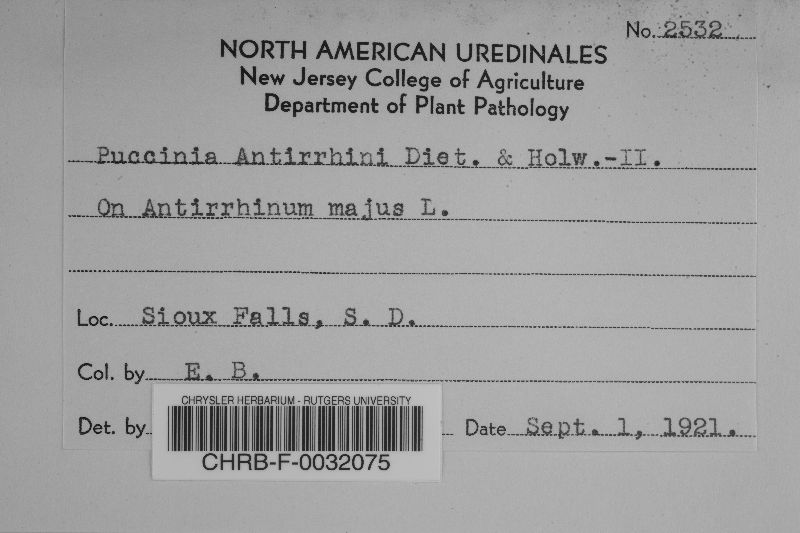 No. 2532
NORTH AMERICAN UREDINALES
New Jersey College of Agriculture
Department of Plant Pathology
Puccinia Antirrhini Diet. & Holw.-II.
On Antirrhinum majus L.
Loc. Sioux Falls, S. D.
Col. by E. B.
Det. by Date Sept. 1, 1921.
CHRYSLER HERBARIUM - RUTGERS UNIVERSITY
CHRB-F-0032075